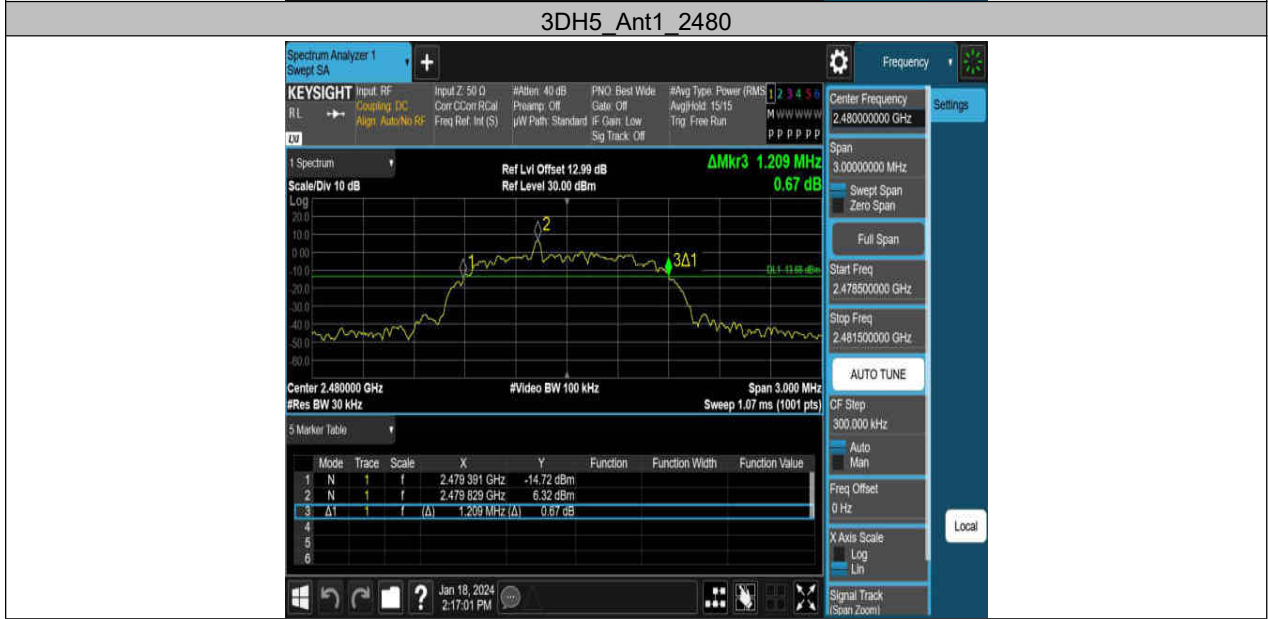 3DH5_Ant1_2480
Spectrum Analyzer 1
Swept SA
+
Frequency
KEYSIGHT
RL
LXI
Input: RF
Coupling: DC
Align: Auto/No RF
Input Z: 50 Ω
Corr CCorr RCal
Freq Ref: Int (S)
#Atten: 40 dB
Preamp: Off
µW Path: Standard
PNO: Best Wide
Gate: Off
IF Gain: Low
Sig Track: Off
#Avg Type: Power (RMS
Avg|Hold: 15/15
Trig: Free Run
1 2 3 4 5 6
M W W W W W
P P P P P P
1 Spectrum
Scale/Div 10 dB
Ref Lvl Offset 12.99 dB
Ref Level 30.00 dBm
ΔMkr3 1.209 MHz
0.67 dB
Log
20.0
10.0
0.00
-10.0
-20.0
-30.0
-40.0
-50.0
-60.0
1
2
3Δ1
DL1 -13.68 dBm
Center 2.480000 GHz
#Res BW 30 kHz
#Video BW 100 kHz
Span 3.000 MHz
Sweep 1.07 ms (1001 pts)
5 Marker Table
Mode Trace Scale X Y Function Function Width Function Value
1 N 1 f 2.479 391 GHz -14.72 dBm
2 N 1 f 2.479 829 GHz 6.32 dBm
3 Δ1 1 f (Δ) 1.209 MHz (Δ) 0.67 dB
4
5
6
?
Jan 18, 2024
2:17:01 PM
Center Frequency
2.480000000 GHz
Span
3.00000000 MHz
Swept Span
Zero Span
Full Span
Start Freq
2.478500000 GHz
Stop Freq
2.481500000 GHz
AUTO TUNE
CF Step
300.000 kHz
Auto
Man
Freq Offset
0 Hz
X Axis Scale
Log
Lin
Signal Track
(Span Zoom)
Settings
Local